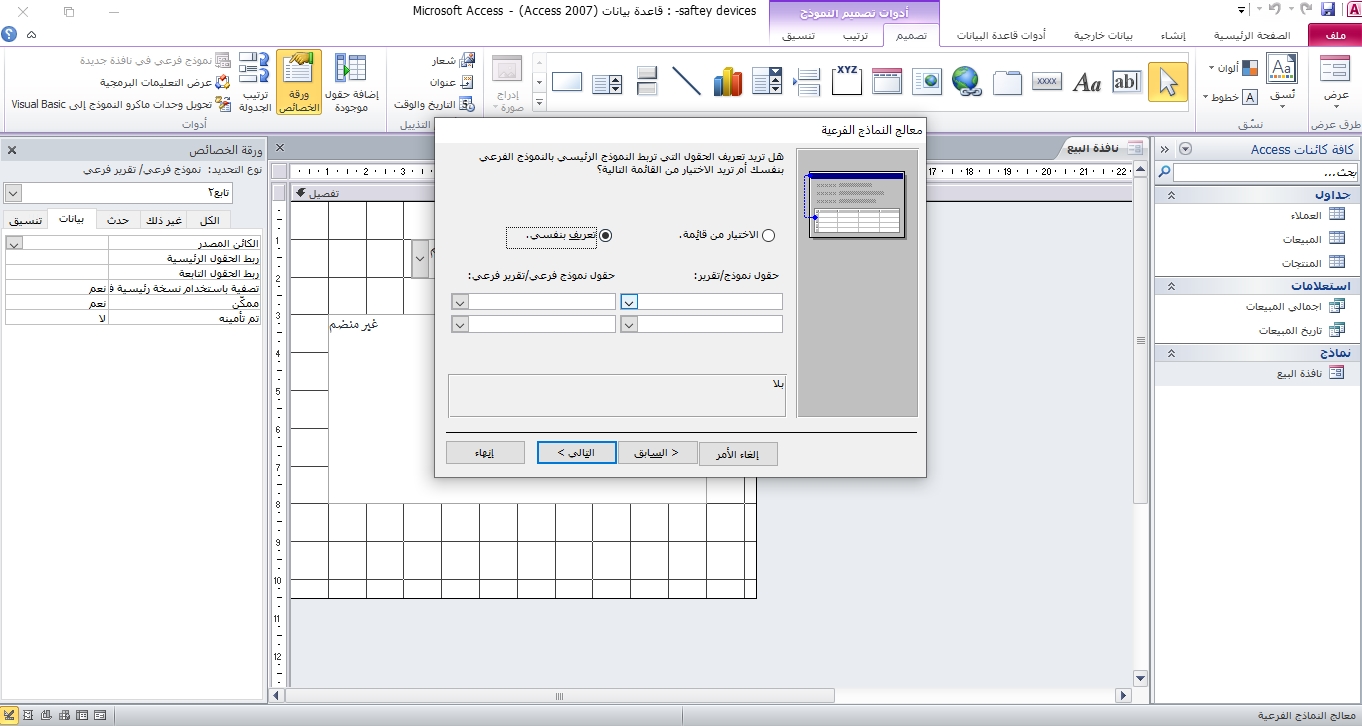 أدوات تصميم النموذج
saftey devices- : قاعدة بيانات (Access 2007) - Microsoft Access
ملف
الصفحة الرئيسية
إنشاء
بيانات خارجية
أدوات قاعدة البيانات
تصميم
ترتيب
تنسيق
عرض
طرق عرض
نُسق
ألوان
خطوط
نسّق
ab|
Aa
XXXX
XYZ
إدراج صورة
شعار
عنوان
التاريخ والوقت
التذييل
إضافة حقول موجودة
ورقة الخصائص
ترتيب الجدولة
نموذج فرعي في نافذة جديدة
عرض التعليمات البرمجية
تحويل وحدات ماكرو النموذج إلى Visual Basic
أدوات
كافة كائنات Access
بحث...
جداول
العملاء
المبيعات
المنتجات
استعلامات
اجمالي المبيعات
تاريخ المبيعات
نماذج
نافذة البيع
نافذة البيع
تفصيل
غير منضم
معالج النماذج الفرعية
هل تريد تعريف الحقول التي تربط النموذج الرئيسي بالنموذج الفرعي
بنفسك أم تريد الاختيار من القائمة التالية؟
الاختيار من قائمة.
تعريف بنفسي.
حقول نموذج/تقرير:
حقول نموذج فرعي/تقرير فرعي:
بلا
إلغاء الأمر
< السابق
التالي >
إنهاء
ورقة الخصائص
نوع التحديد: نموذج فرعي/ تقرير فرعي
تابع٢
تنسيق
بيانات
حدث
غير ذلك
الكل
الكائن المصدر
ربط الحقول الرئيسية
ربط الحقول التابعة
تصفية باستخدام نسخة رئيسية ف نعم
ممكّن نعم
تم تأمينه لا
معالج النماذج الفرعية